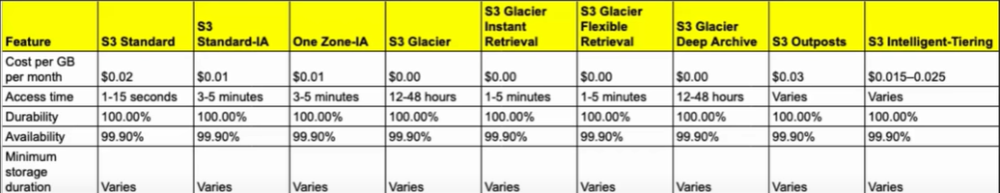 Feature S3 Standard S3 Standard-IA One Zone-IA S3 Glacier S3 Glacier Instant Retrieval S3 Glacier Flexible Retrieval S3 Glacier Deep Archive S3 Outposts S3 Intelligent-Tiering
Cost per GB per month $0.02 $0.01 $0.01 $0.00 $0.00 $0.00 $0.00 $0.03 $0.015–0.025
Access time 1-15 seconds 3-5 minutes 3-5 minutes 12-48 hours 1-5 minutes 1-5 minutes 12-48 hours Varies Varies
Durability 100.00% 100.00% 100.00% 100.00% 100.00% 100.00% 100.00% 100.00% 100.00%
Availability 99.90% 99.90% 99.90% 99.90% 99.90% 99.90% 99.90% 99.90% 99.90%
Minimum storage duration Varies Varies Varies Varies Varies Varies Varies Varies Varies